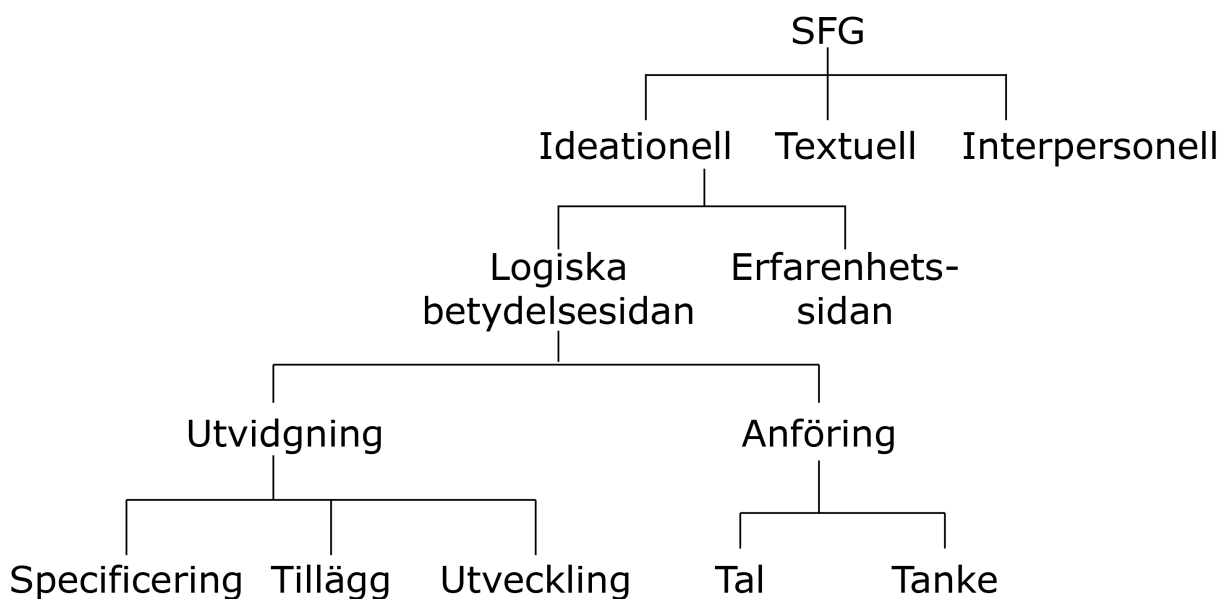 SFG
Ideationell Textuell Interpersonell
Logiska Erfarenhets-
betydelsesidan sidan
Utvidgning Anföring
Specificering Tillägg Utveckling Tal Tanke